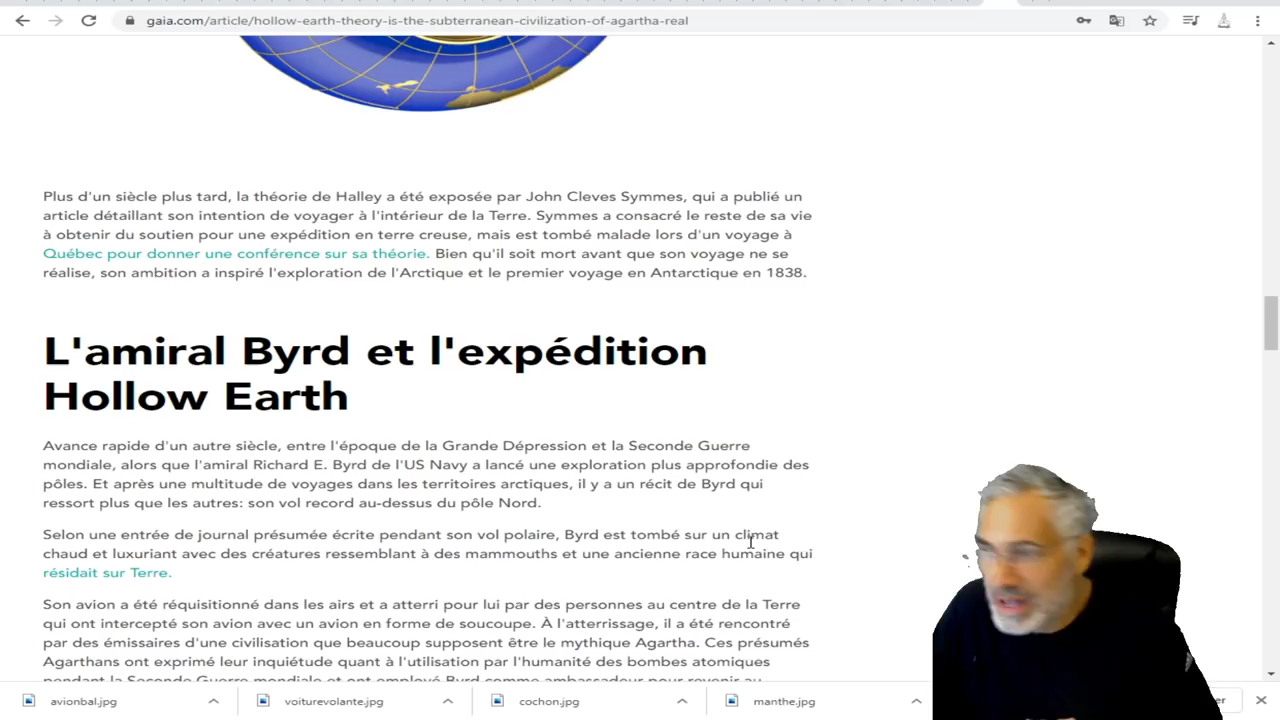 gaia.com/article/hollow-earth-theory-is-the-subterranean-civilization-of-agartha-real
Plus d'un siècle plus tard, la théorie de Halley a été exposée par John Cleves Symmes, qui a publié un
article détaillant son intention de voyager à l'intérieur de la Terre. Symmes a consacré le reste de sa vie
à obtenir du soutien pour une expédition en terre creuse, mais est tombé malade lors d'un voyage à
Québec pour donner une conférence sur sa théorie. Bien qu'il soit mort avant que son voyage ne se
réalise, son ambition a inspiré l'exploration de l'Arctique et le premier voyage en Antarctique en 1838.
L'amiral Byrd et l'expédition
Hollow Earth
Avance rapide d'un autre siècle, entre l'époque de la Grande Dépression et la Seconde Guerre
mondiale, alors que l'amiral Richard E. Byrd de l'US Navy a lancé une exploration plus approfondie des
pôles. Et après une multitude de voyages dans les territoires arctiques, il y a un récit de Byrd qui
ressort plus que les autres: son vol record au-dessus du pôle Nord.
Selon une entrée de journal présumée écrite pendant son vol polaire, Byrd est tombé sur un climat
chaud et luxuriant avec des créatures ressemblant à des mammouths et une ancienne race humaine qui
résidait sur Terre.
Son avion a été réquisitionné dans les airs et a atterri pour lui par des personnes au centre de la Terre
qui ont intercepté son avion avec un avion en forme de soucoupe. À l'atterrissage, il a été rencontré
par des émissaires d'une civilisation que beaucoup supposent être le mythique Agartha. Ces présumés
Agarthans ont exprimé leur inquiétude quant à l'utilisation par l'humanité des bombes atomiques
pendant la Seconde Guerre mondiale et ont employé Byrd comme ambassadeur pour revenir au
avionbal.jpg
voiturevolante.jpg
cochon.jpg
manthe.jpg